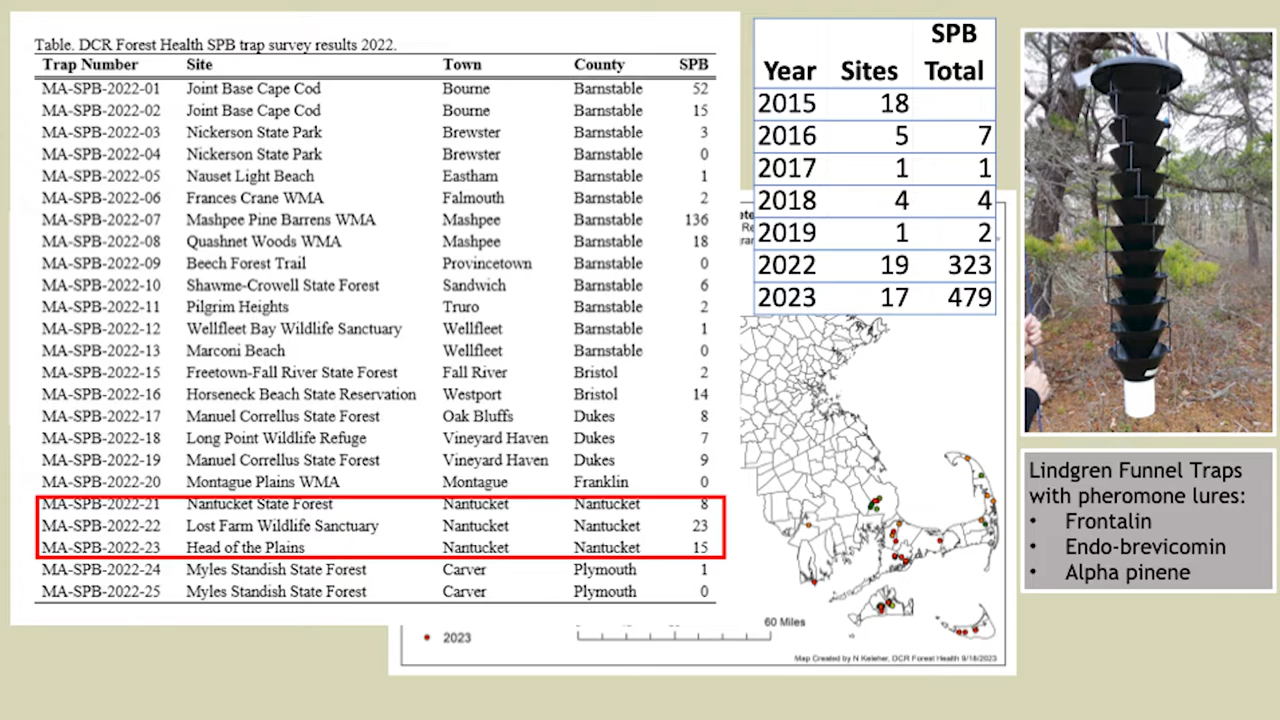 Table. DCR Forest Health SPB trap survey results 2022.
Trap Number Site Town County SPB
MA-SPB-2022-01 Joint Base Cape Cod Bourne Barnstable 52
MA-SPB-2022-02 Joint Base Cape Cod Bourne Barnstable 15
MA-SPB-2022-03 Nickerson State Park Brewster Barnstable 3
MA-SPB-2022-04 Nickerson State Park Brewster Barnstable 0
MA-SPB-2022-05 Nauset Light Beach Eastham Barnstable 1
MA-SPB-2022-06 Frances Crane WMA Falmouth Barnstable 2
MA-SPB-2022-07 Mashpee Pine Barrens WMA Mashpee Barnstable 136
MA-SPB-2022-08 Quashnet Woods WMA Mashpee Barnstable 18
MA-SPB-2022-09 Beech Forest Trail Provincetown Barnstable 0
MA-SPB-2022-10 Shawme-Crowell State Forest Sandwich Barnstable 6
MA-SPB-2022-11 Pilgrim Heights Truro Barnstable 2
MA-SPB-2022-12 Wellfleet Bay Wildlife Sanctuary Wellfleet Barnstable 1
MA-SPB-2022-13 Marconi Beach Wellfleet Barnstable 0
MA-SPB-2022-15 Freetown-Fall River State Forest Fall River Bristol 2
MA-SPB-2022-16 Horseneck Beach State Reservation Westport Bristol 14
MA-SPB-2022-17 Manuel Correllus State Forest Oak Bluffs Dukes 8
MA-SPB-2022-18 Long Point Wildlife Refuge Vineyard Haven Dukes 7
MA-SPB-2022-19 Manuel Correllus State Forest Vineyard Haven Dukes 9
MA-SPB-2022-20 Montague Plains WMA Montague Franklin 0
MA-SPB-2022-21 Nantucket State Forest Nantucket Nantucket 8
MA-SPB-2022-22 Lost Farm Wildlife Sanctuary Nantucket Nantucket 23
MA-SPB-2022-23 Head of the Plains Nantucket Nantucket 15
MA-SPB-2022-24 Myles Standish State Forest Carver Plymouth 1
MA-SPB-2022-25 Myles Standish State Forest Carver Plymouth 0
SPB
Year Sites Total
2015 18
2016 5 7
2017 1 1
2018 4 4
2019 1 2
2022 19 323
2023 17 479
2023
60 Miles
Map Created by N Keleher, DCR Forest Health 9/18/2023
Lindgren Funnel Traps
with pheromone lures:
• Frontalin
• Endo-brevicomin
• Alpha pinene